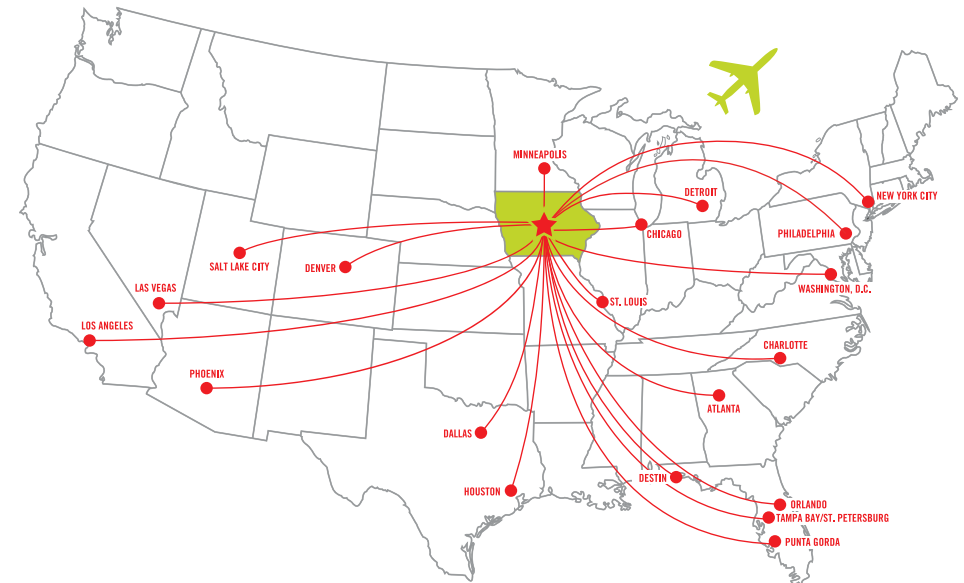 MINNEAPOLIS
DETROIT
NEW YORK CITY
CHICAGO
PHILADELPHIA
SALT LAKE CITY
DENVER
WASHINGTON, D.C.
LAS VEGAS
ST. LOUIS
LOS ANGELES
CHARLOTTE
PHOENIX
ATLANTA
DALLAS
DESTIN
HOUSTON
ORLANDO
TAMPA BAY/ST. PETERSBURG
PUNTA GORDA